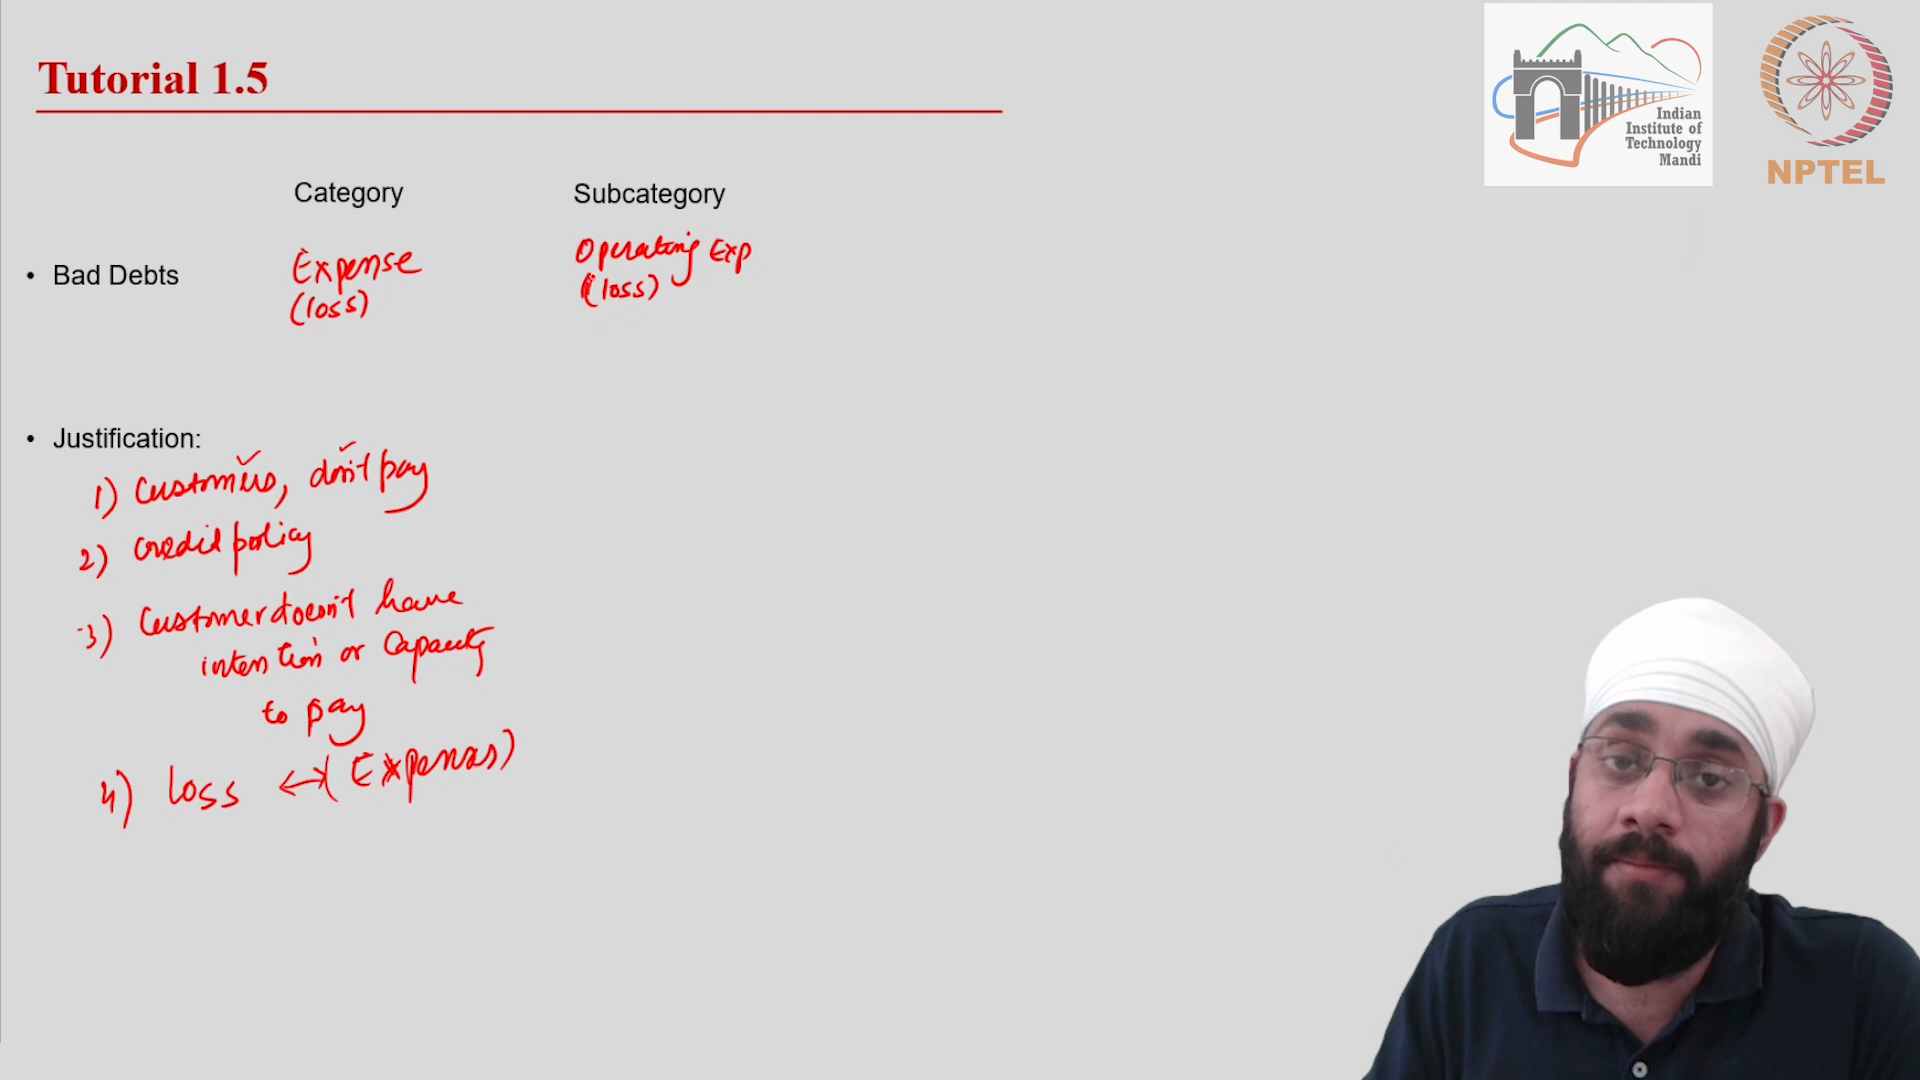 Tutorial 1.5
Indian
Institute of
Technology
Mandi
NPTEL
Category
Subcategory
• Bad Debts
Expense
(loss)
Operating Exp
(loss)
• Justification:
1) Customers, don't pay
2) credit policy
3) Customer doesn't have
intention or Capacity
to pay
4) loss ↔ (Expenses)